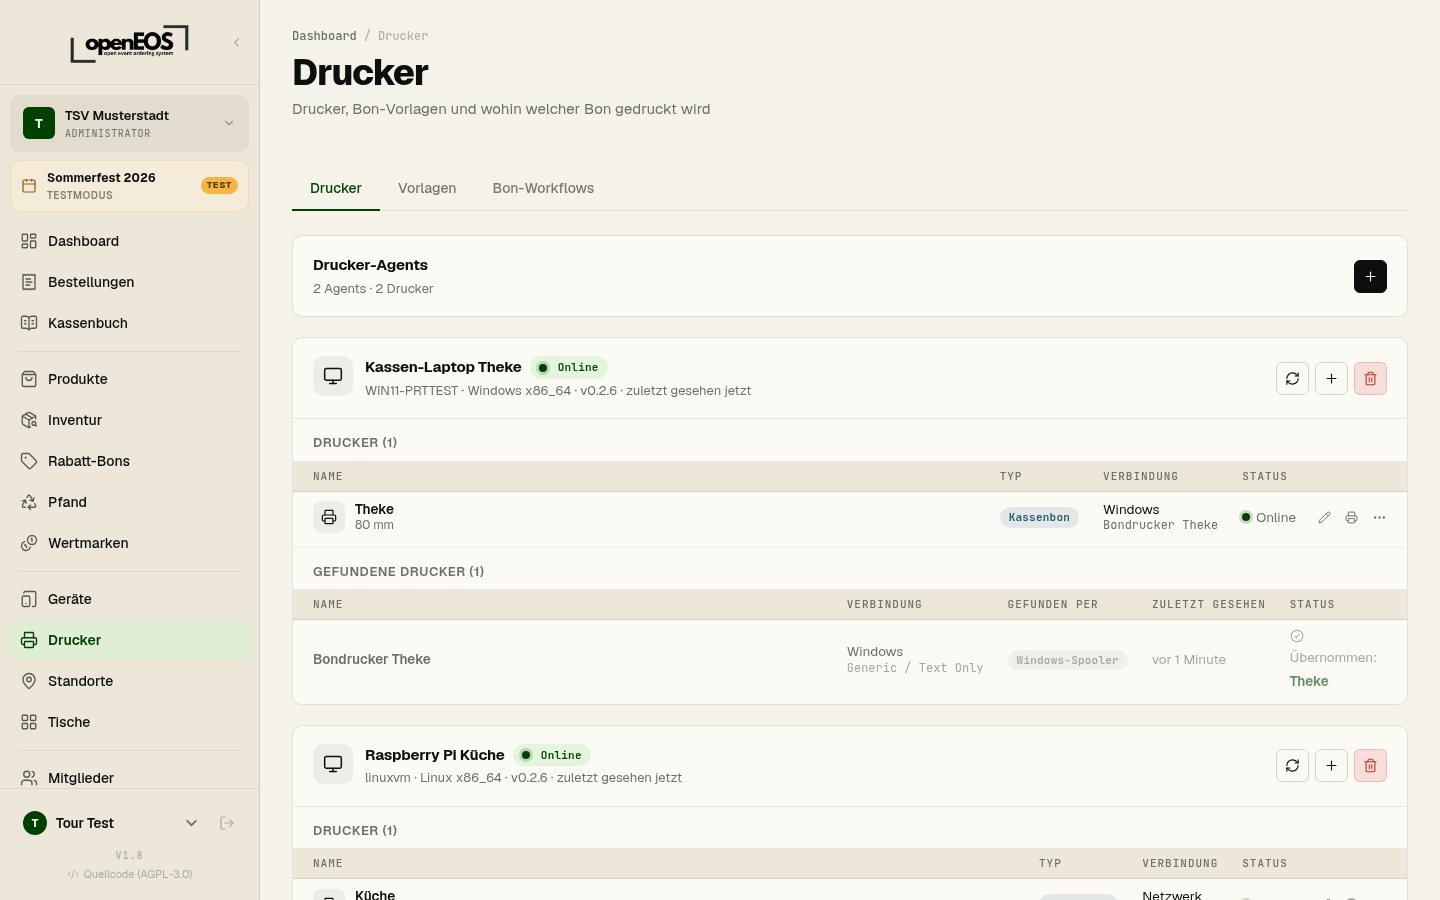 openEOS
open event ordering system
T
TSV Musterstadt
ADMINISTRATOR
Sommerfest 2026
TESTMODUS
TEST
Dashboard
Bestellungen
Kassenbuch
Produkte
Inventur
Rabatt-Bons
Pfand
Wertmarken
Geräte
Drucker
Standorte
Tische
Mitglieder
T
Tour Test
V1.8
Quellcode (AGPL-3.0)
Dashboard / Drucker
Drucker
Drucker, Bon-Vorlagen und wohin welcher Bon gedruckt wird
Drucker Vorlagen Bon-Workflows
Drucker-Agents
2 Agents · 2 Drucker
Kassen-Laptop Theke Online
WIN11-PRTTEST · Windows x86_64 · v0.2.6 · zuletzt gesehen jetzt
DRUCKER (1)
NAME TYP VERBINDUNG STATUS
Theke
80 mm
Kassenbon
Windows
Bondrucker Theke
Online
GEFUNDENE DRUCKER (1)
NAME VERBINDUNG GEFUNDEN PER ZULETZT GESEHEN STATUS
Bondrucker Theke
Windows
Generic / Text Only
Windows-Spooler
vor 1 Minute
Übernommen:
Theke
Raspberry Pi Küche Online
linuxvm · Linux x86_64 · v0.2.6 · zuletzt gesehen jetzt
DRUCKER (1)
NAME TYP VERBINDUNG STATUS
Küche
Netzwerk